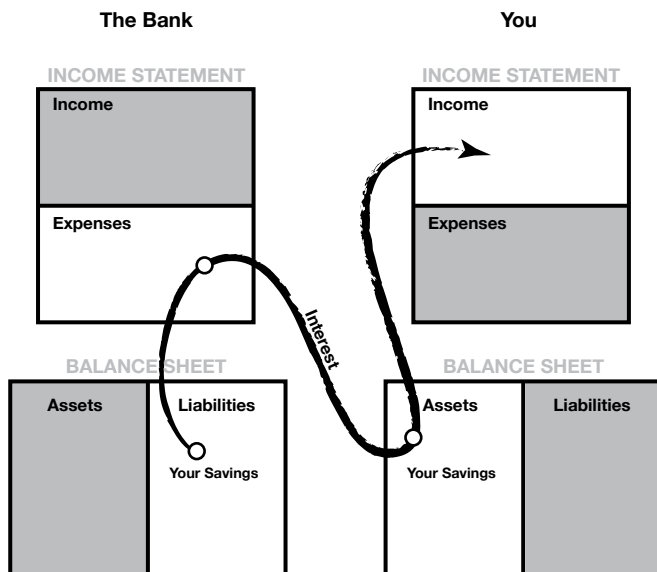 The Bank
You
INCOME STATEMENT
INCOME STATEMENT
Income
Income
Expenses
Expenses
Interest
BALANCE SHEET
BALANCE SHEET
Assets
Liabilities
Assets
Liabilities
Your Savings
Your Savings